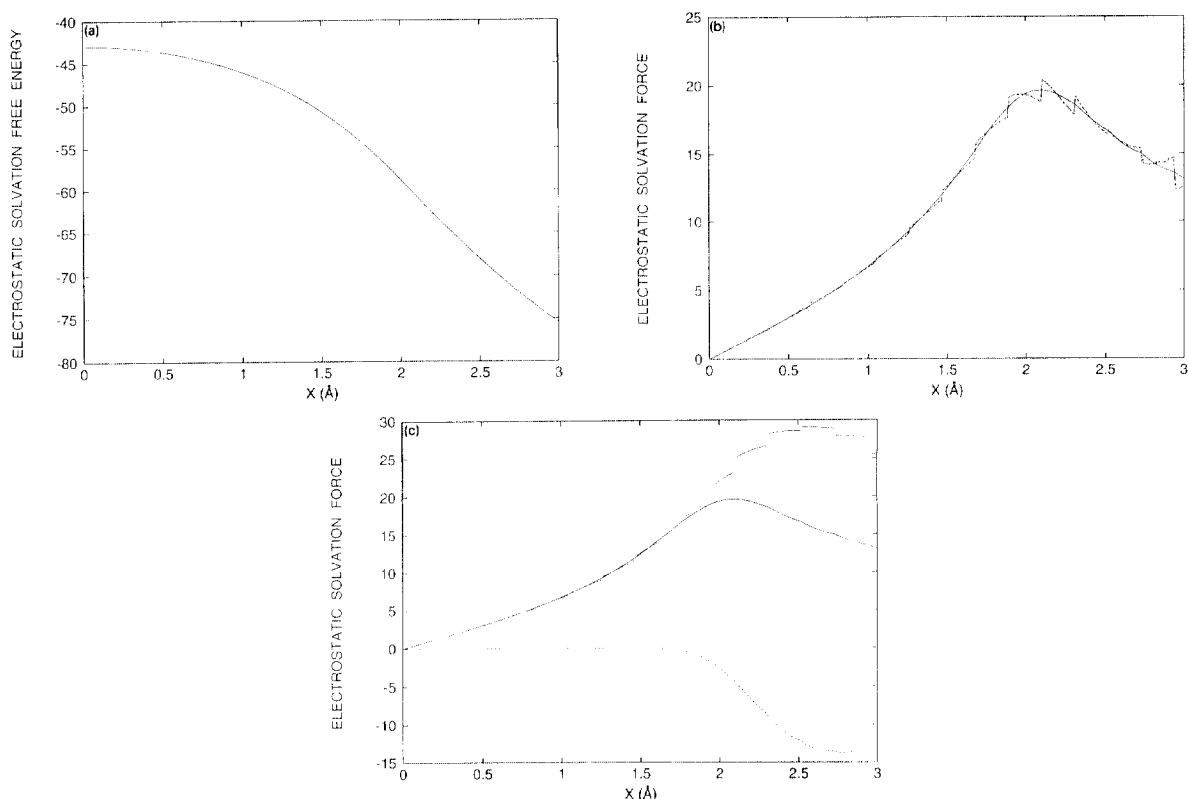 (a)
ELECTROSTATIC SOLVATION FREE ENERGY
-40
-45
-50
-55
-60
-65
-70
-75
-80
0 0.5 1 1.5 2 2.5 3
X (Å)
(b)
ELECTROSTATIC SOLVATION FORCE
25
20
15
10
5
0
0 0.5 1 1.5 2 2.5 3
X (Å)
(c)
ELECTROSTATIC SOLVATION FORCE
30
25
20
15
10
5
0
-5
-10
-15
0 0.5 1 1.5 2 2.5 3
X (Å)